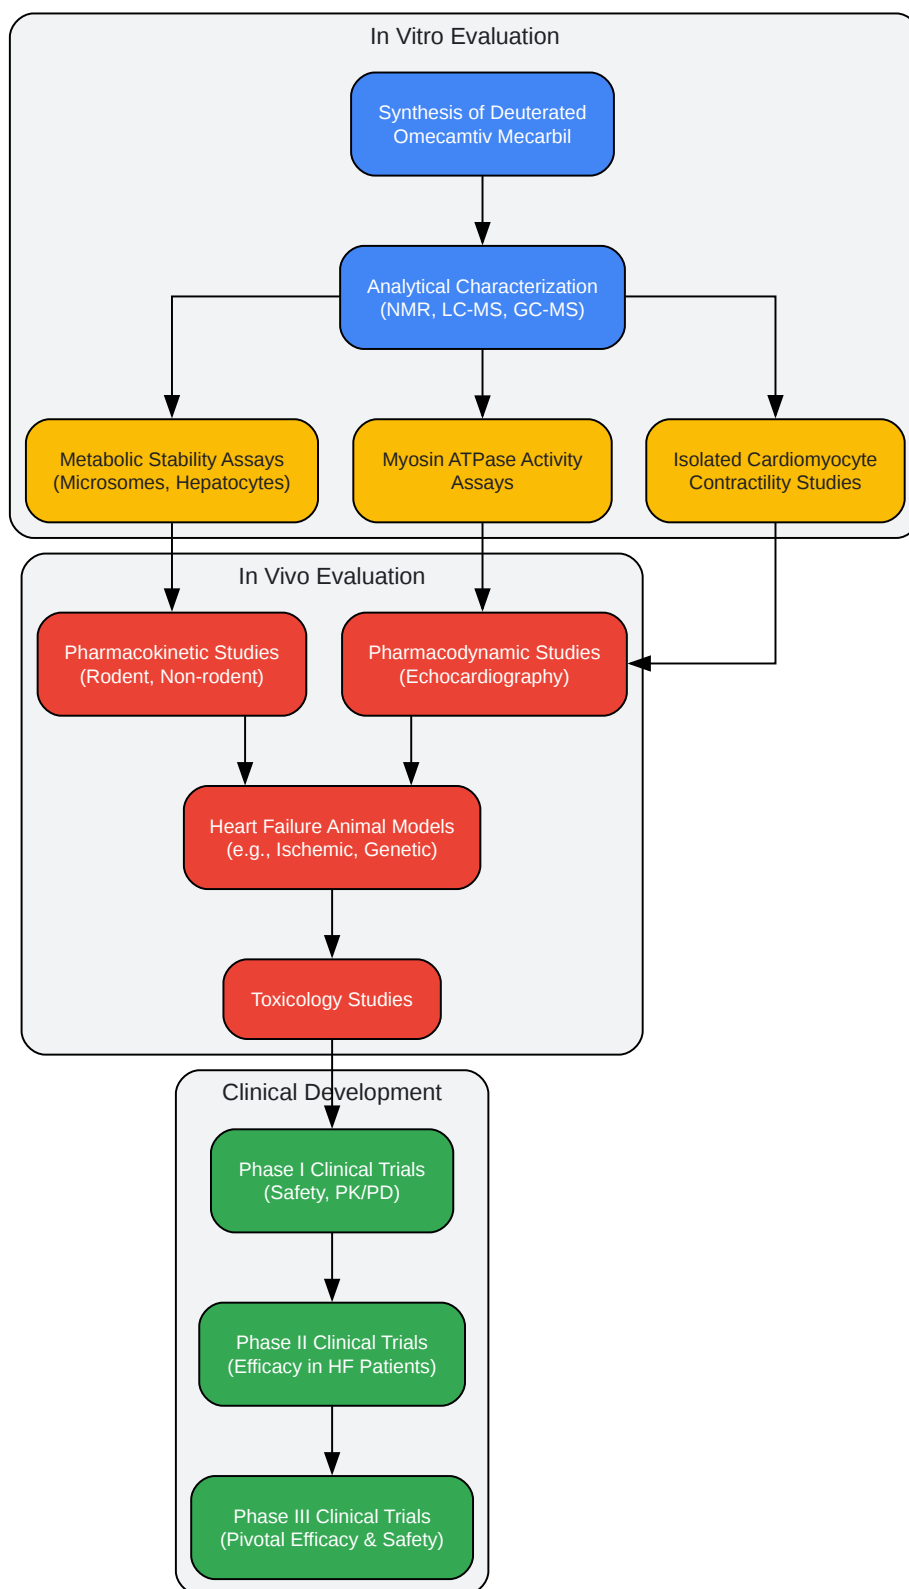 In Vitro Evaluation
Synthesis of Deuterated
Omecamtiv Mecarbil
Analytical Characterization
(NMR, LC-MS, GC-MS)
Metabolic Stability Assays
(Microsomes, Hepatocytes)
Myosin ATPase Activity
Assays
Isolated Cardiomyocyte
Contractility Studies
In Vivo Evaluation
Pharmacokinetic Studies
(Rodent, Non-rodent)
Pharmacodynamic Studies
(Echocardiography)
Heart Failure Animal Models
(e.g., Ischemic, Genetic)
Toxicology Studies
Clinical Development
Phase I Clinical Trials
(Safety, PK/PD)
Phase II Clinical Trials
(Efficacy in HF Patients)
Phase III Clinical Trials
(Pivotal Efficacy & Safety)